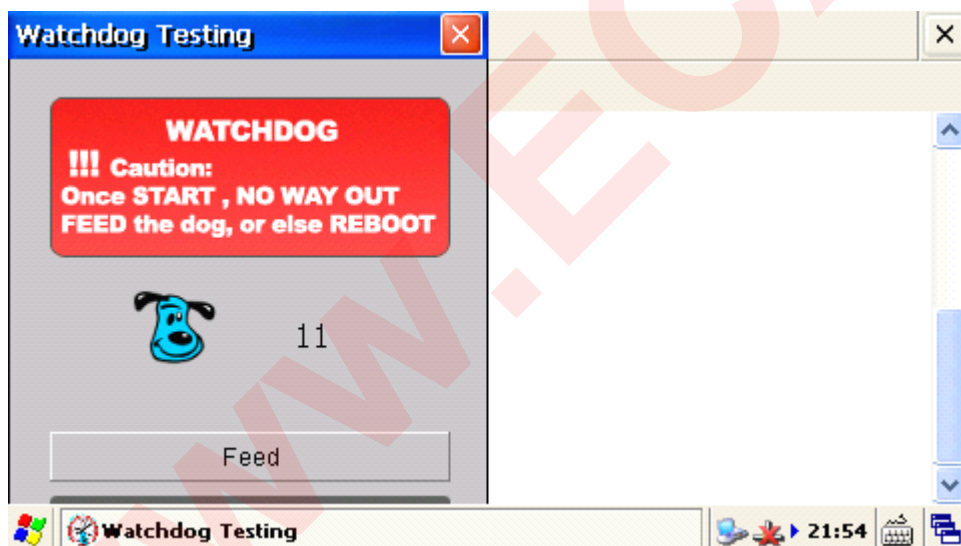 Watchdog Testing
WATCHDOG
!!! Caution:
Once START , NO WAY OUT
FEED the dog, or else REBOOT
11
Feed
Watchdog Testing
21:54